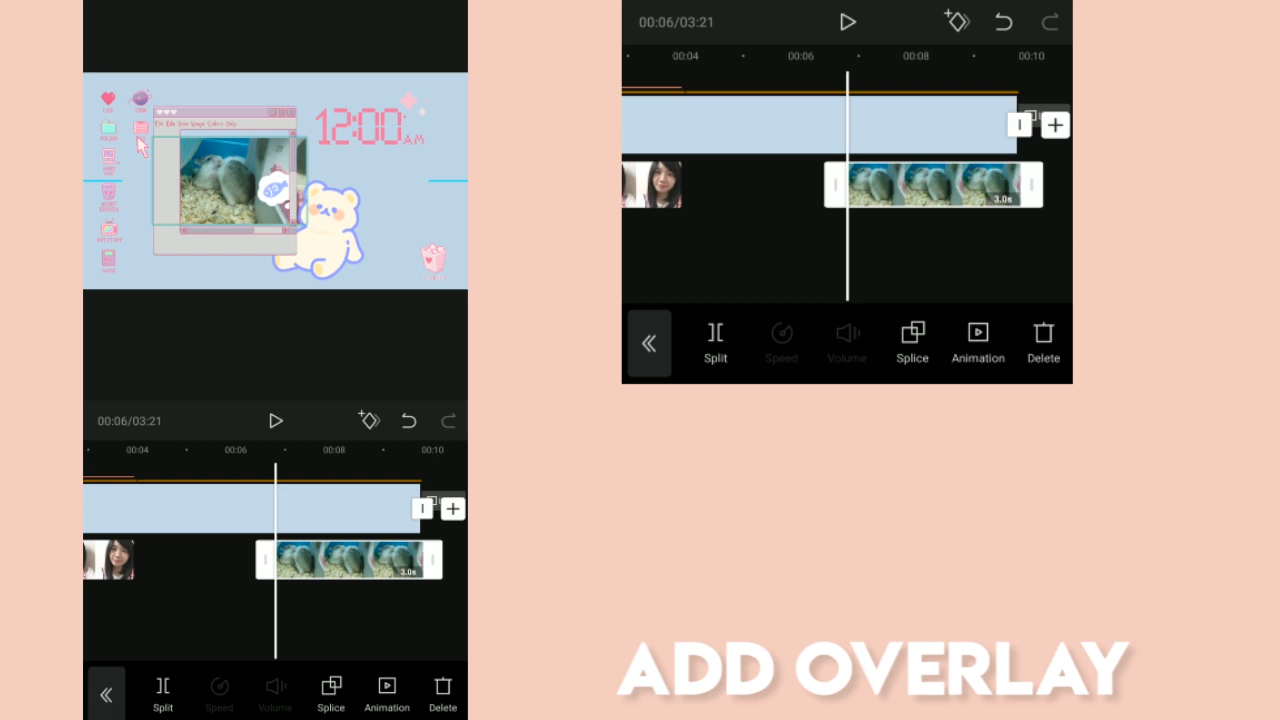 12:00 AM
00:06/03:21
00:04
00:06
00:08
00:10
3.0s
Split
Speed
Volume
Splice
Animation
Delete
00:06/03:21
00:04
00:06
00:08
00:10
3.0s
Split
Speed
Volume
Splice
Animation
Delete
ADD OVERLAY